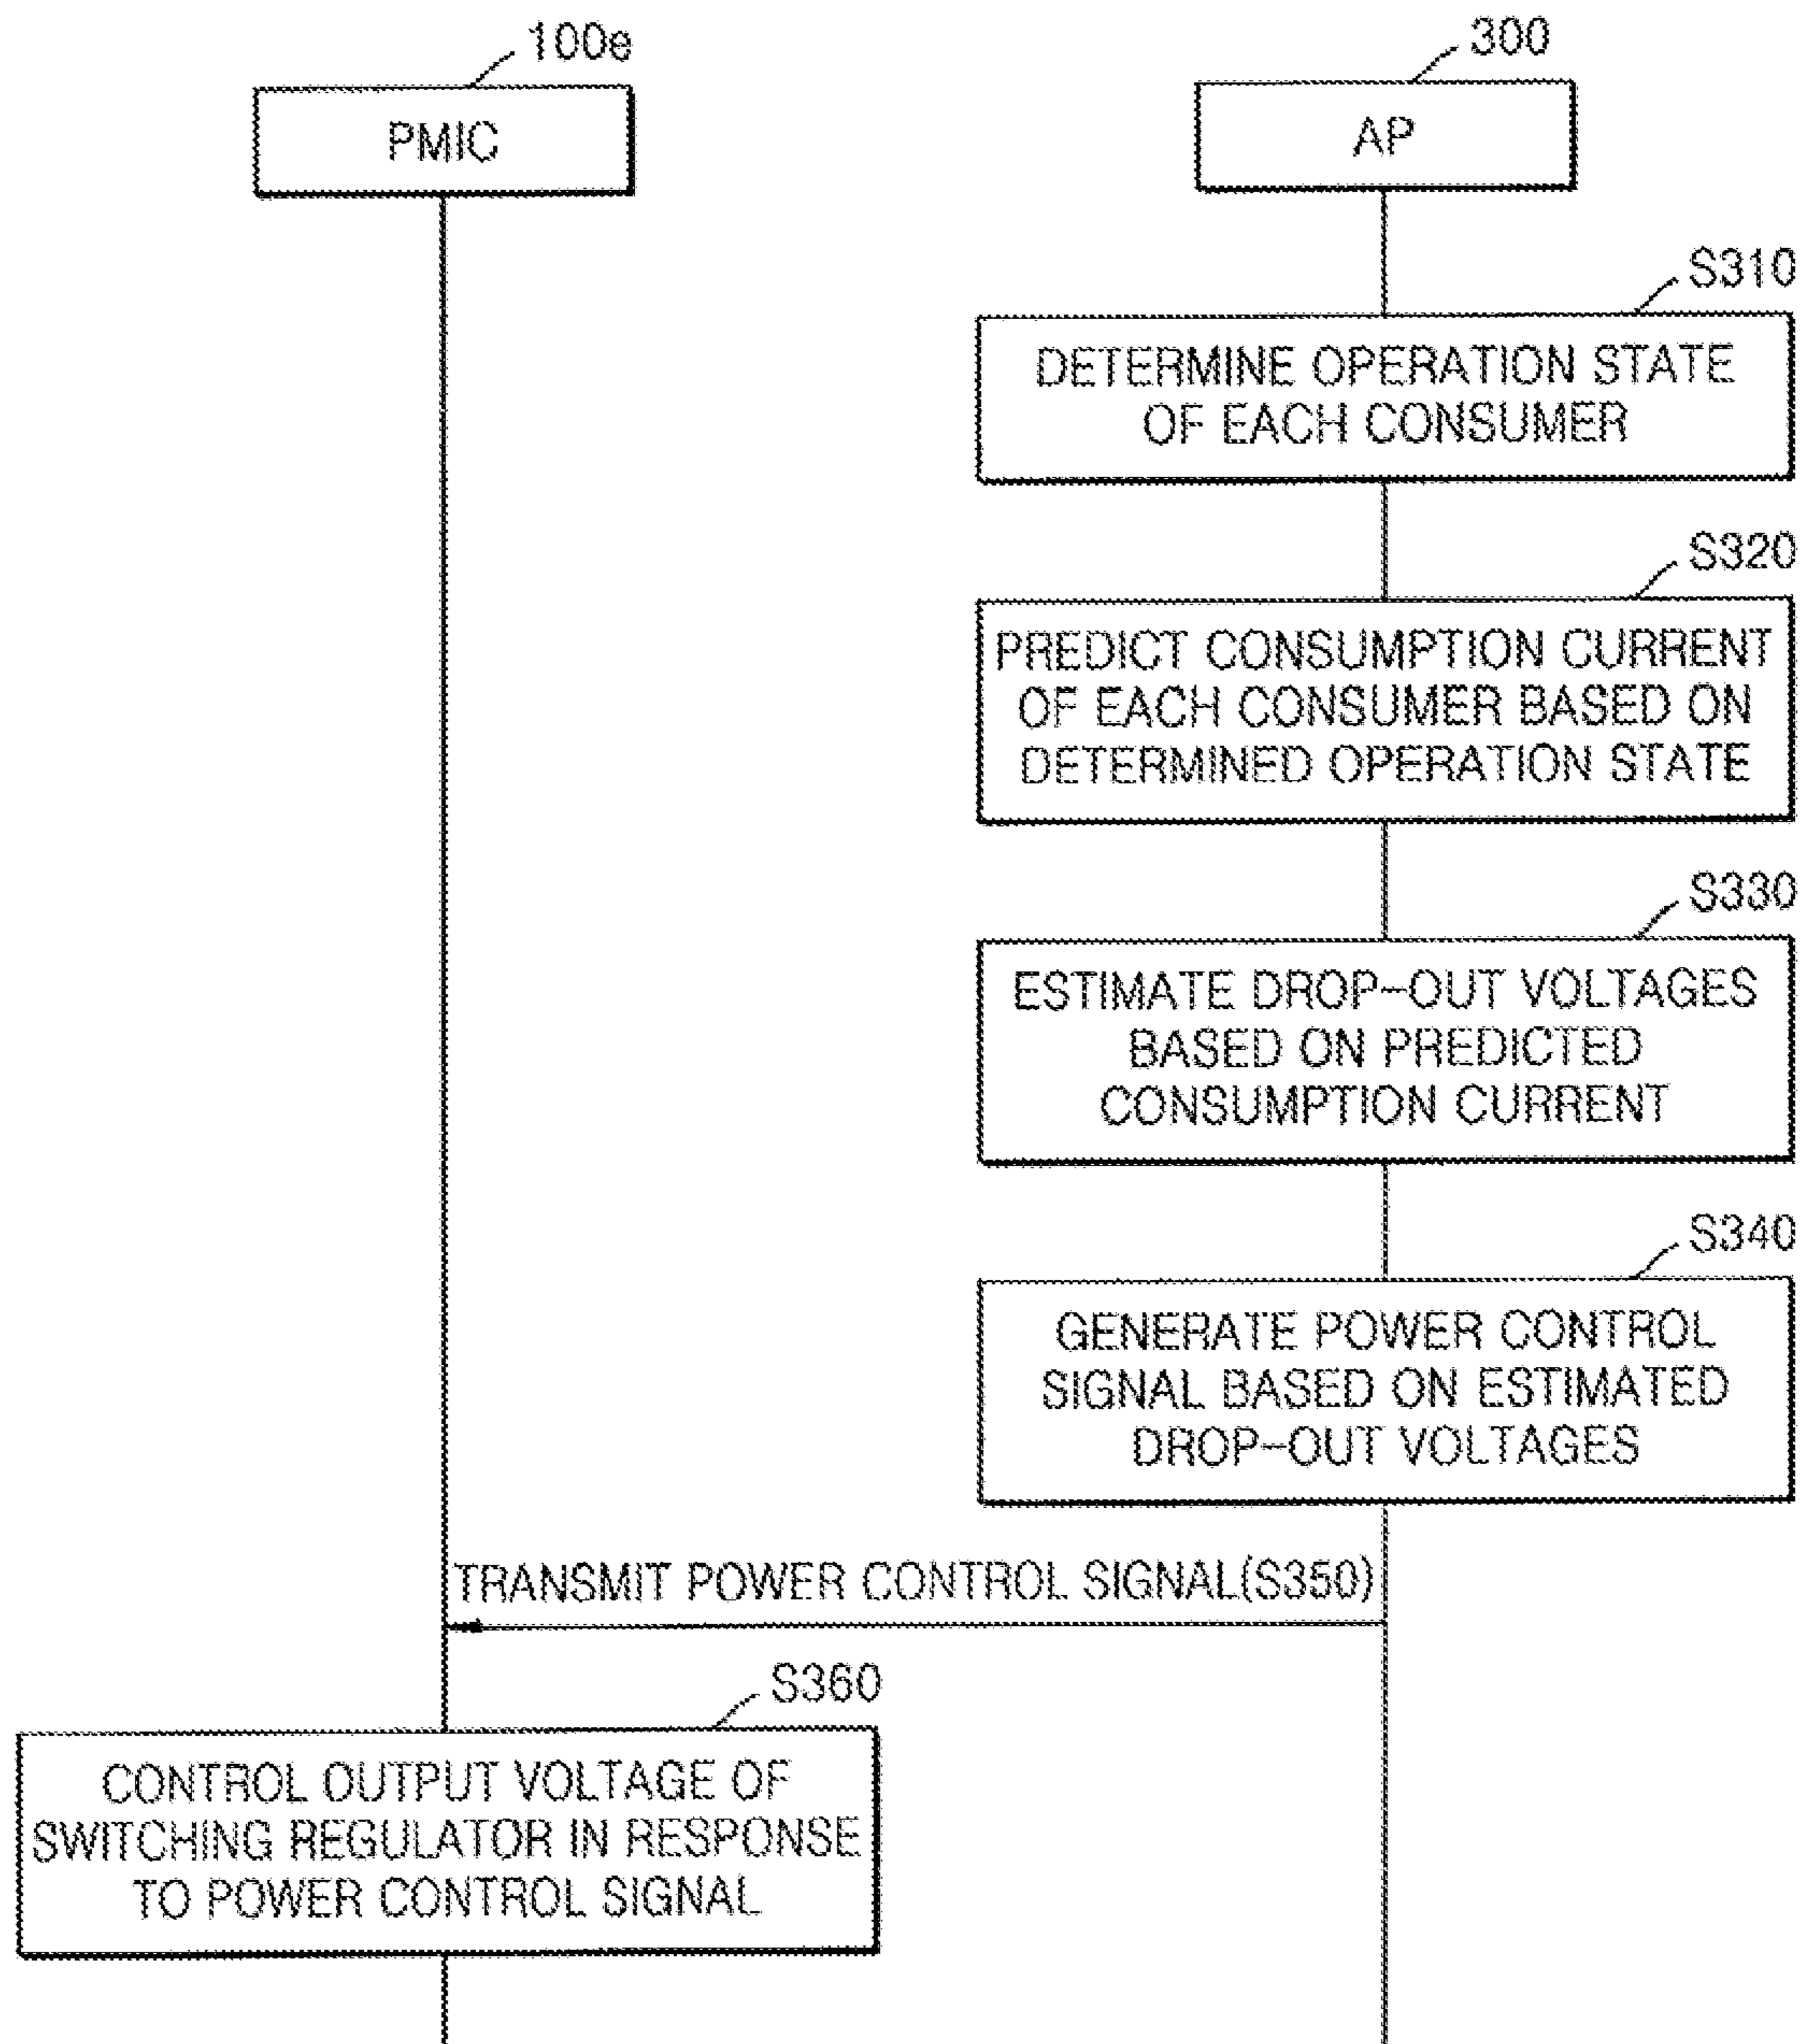 100e
300
PMIC
AP
S310
DETERMINE OPERATION STATE
OF EACH CONSUMER
S320
PREDICT CONSUMPTION CURRENT
OF EACH CONSUMER BASED ON
DETERMINED OPERATION STATE
S330
ESTIMATE DROP-OUT VOLTAGES
BASED ON PREDICTED
CONSUMPTION CURRENT
S340
GENERATE POWER CONTROL
SIGNAL BASED ON ESTIMATED
DROP-OUT VOLTAGES
TRANSMIT POWER CONTROL SIGNAL(S350)
S360
CONTROL OUTPUT VOLTAGE OF
SWITCHING REGULATOR IN RESPONSE
TO POWER CONTROL SIGNAL